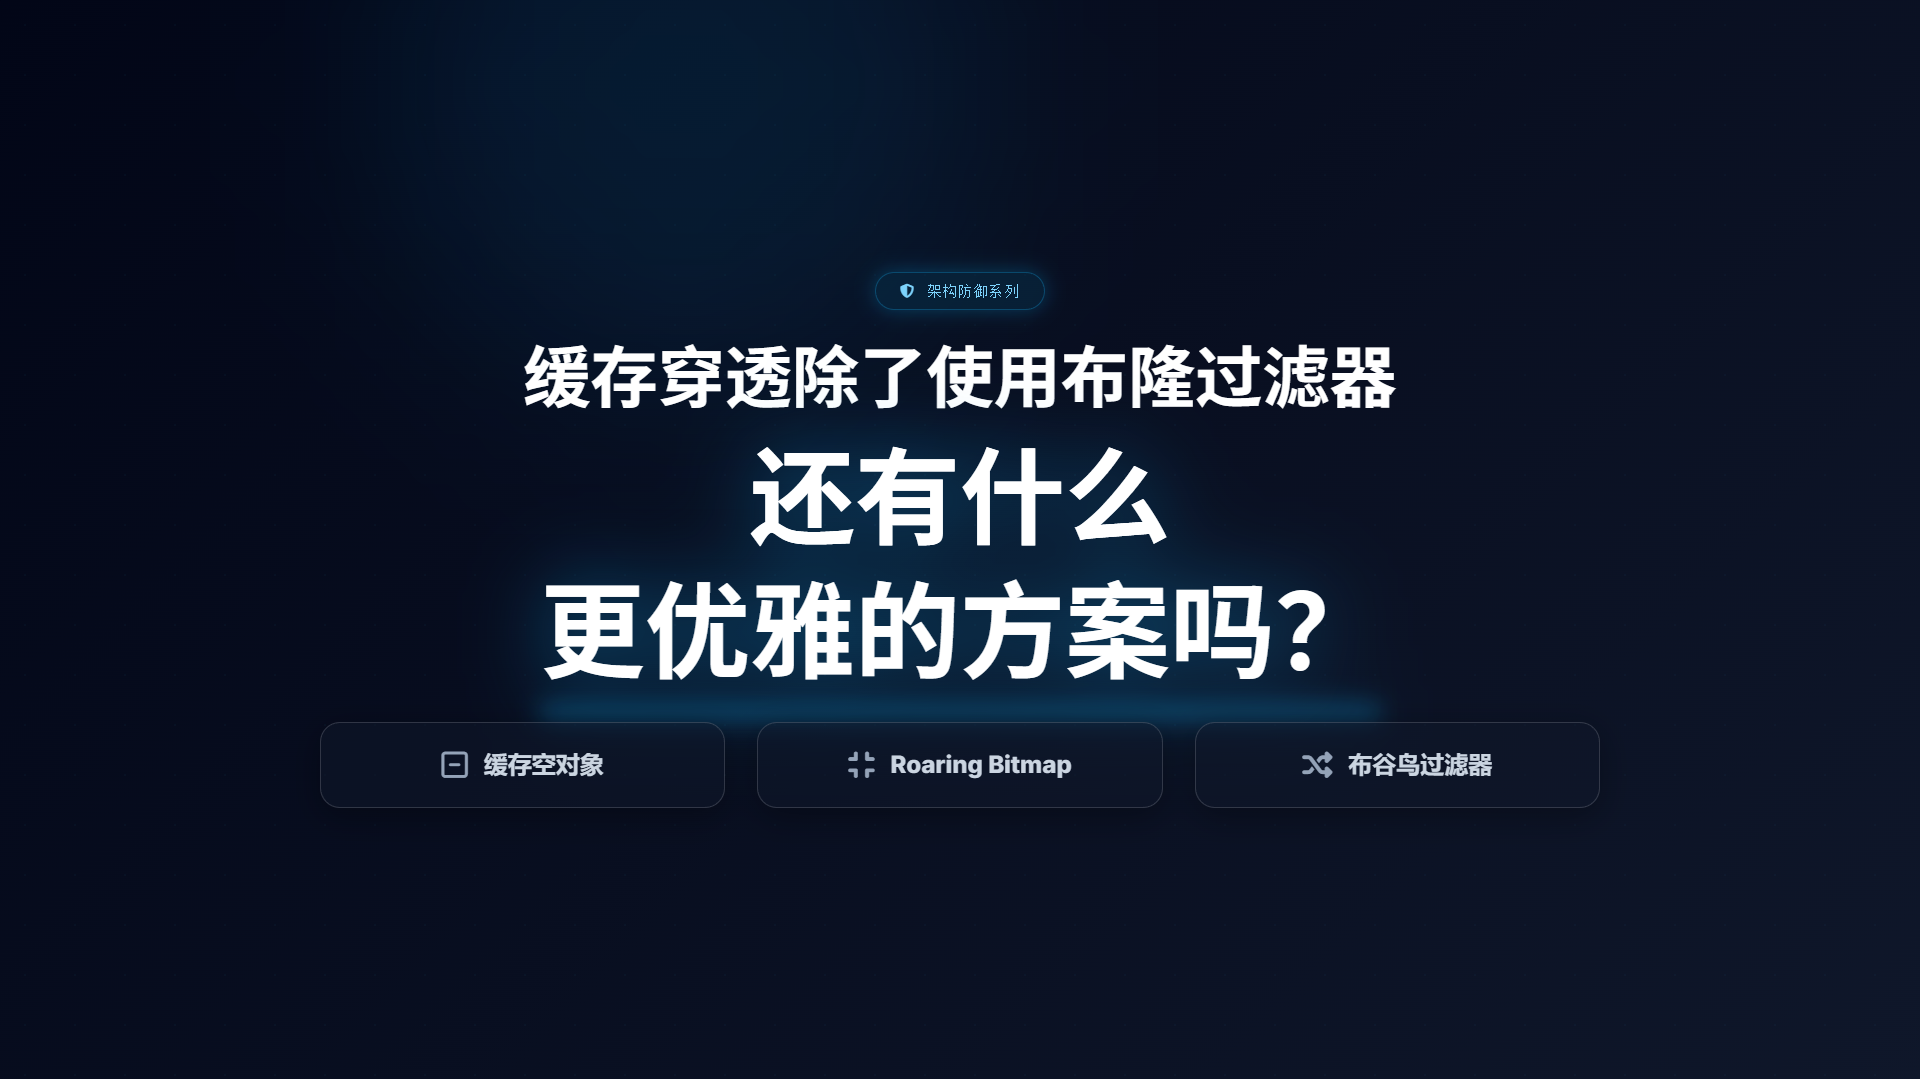 架构防御系列
缓存穿透除了使用布隆过滤器
还有什么
更优雅的方案吗?
缓存空对象
Roaring Bitmap
布谷鸟过滤器